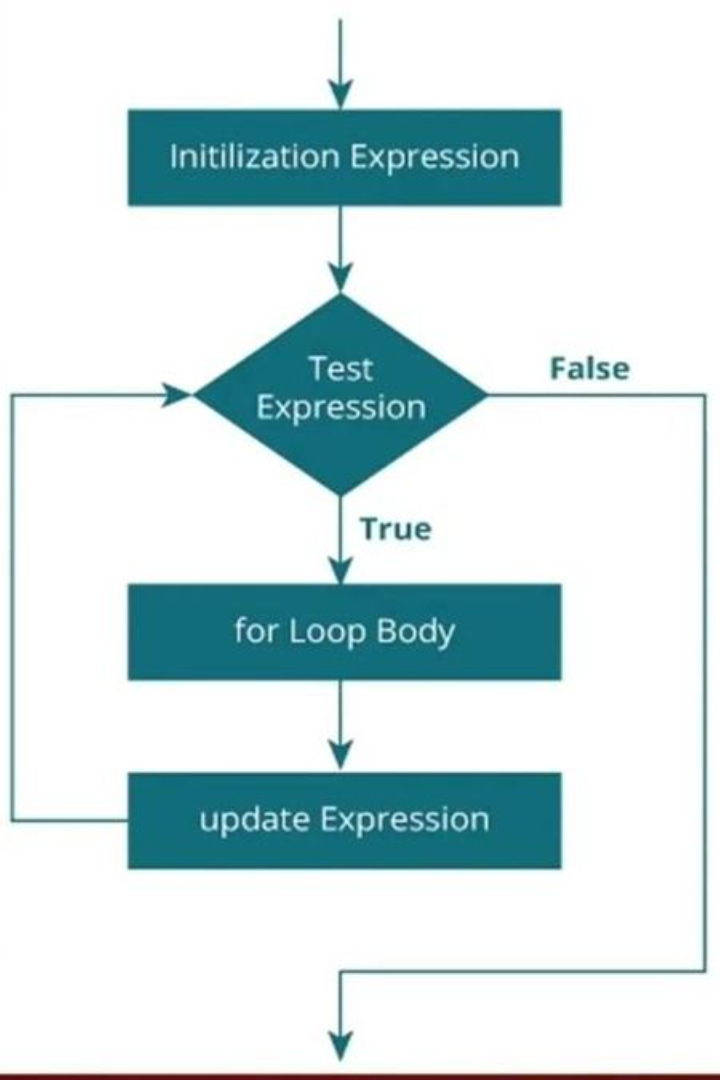 Initilization Expression
Test
Expression
False
True
for Loop Body
update Expression